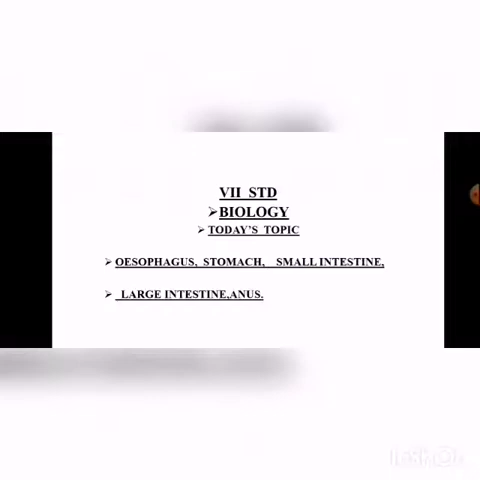 VII STD
➢BIOLOGY
➢ TODAY'S TOPIC
➢ OESOPHAGUS, STOMACH, SMALL INTESTINE,
➢ LARGE INTESTINE,ANUS.